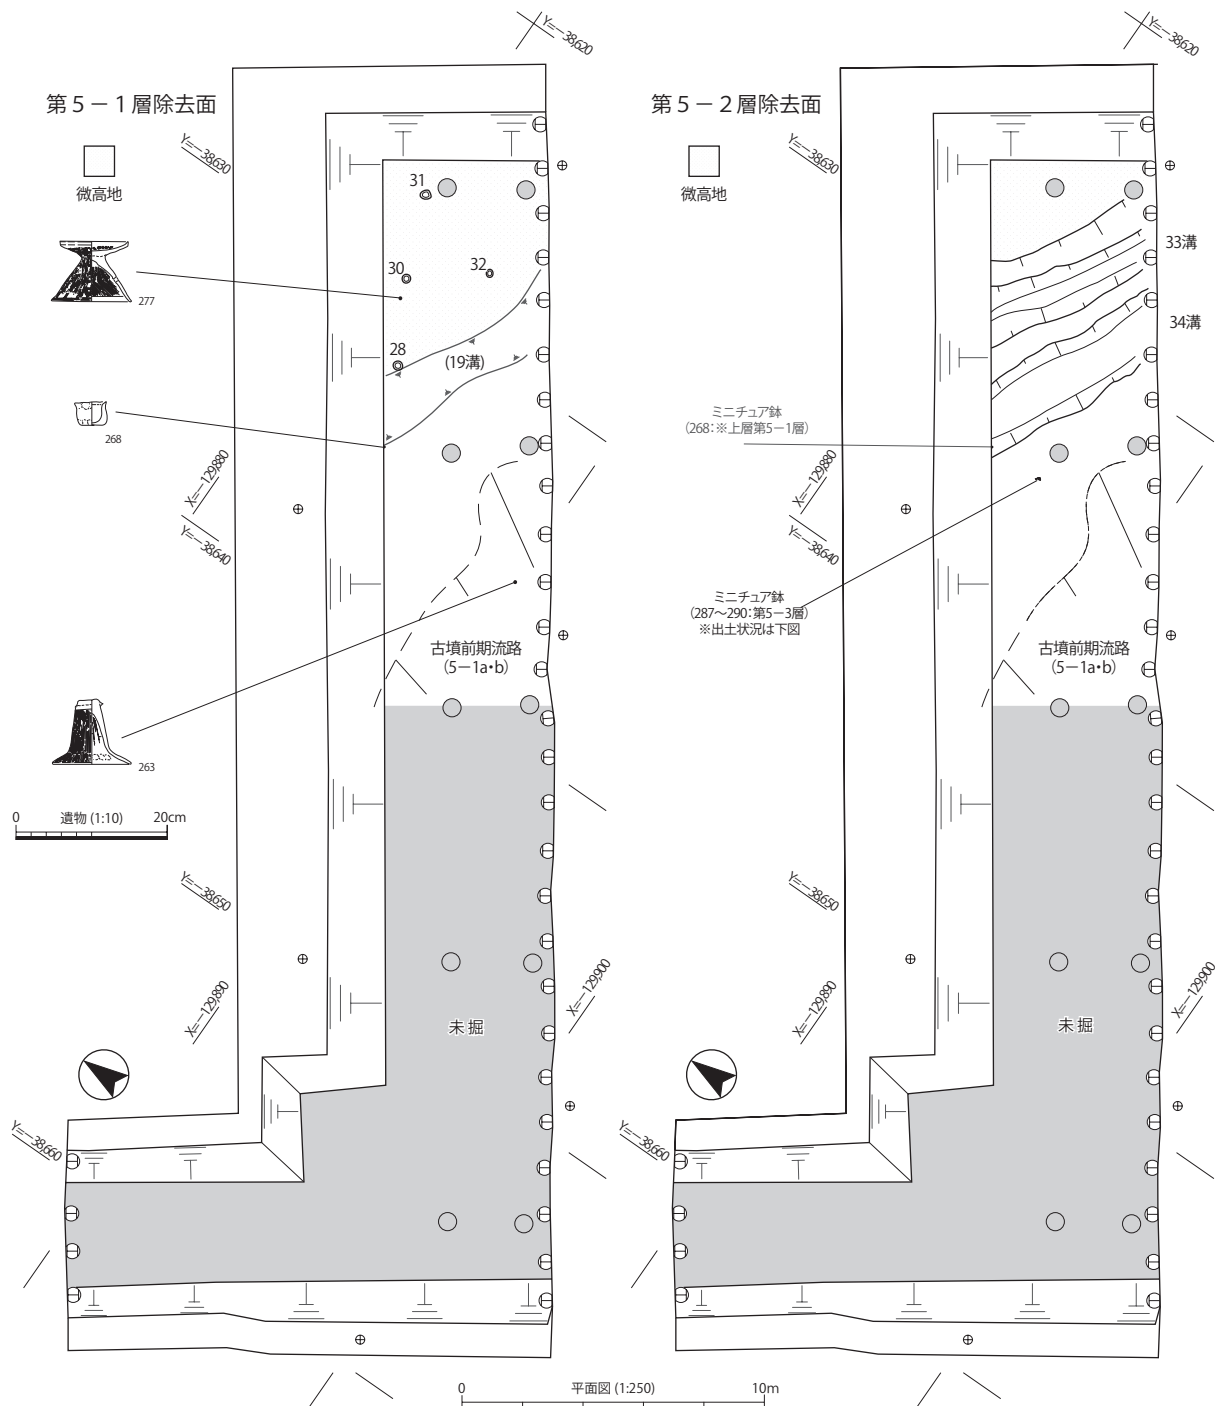 Y=-38,620
第５－１層除去面
Y=-38,630
微高地
31
30
32
277
28
(19溝)
268
X=-129,880
Y=-38,640
古墳前期流路
(5－1a・b)
263
0 遺物 (1:10) 20cm
Y=-38,650
X=-129,890
X=-129,900
未掘
Y=-38,660
Y=-38,620
第５－２層除去面
Y=-38,630
微高地
33溝
34溝
ミニチュア鉢
(268:※上層第5－1層)
X=-129,880
Y=-38,640
ミニチュア鉢
(287～290:第5－3層)
※出土状況は下図
古墳前期流路
(5－1a・b)
Y=-38,650
X=-129,890
X=-129,900
未掘
Y=-38,660
0 平面図 (1:250) 10m